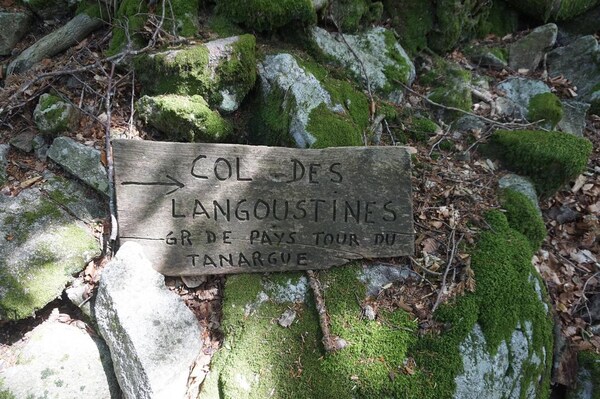 → COL DES
LANGOUSTINES
GR DE PAYS TOUR DU
TANARGUE